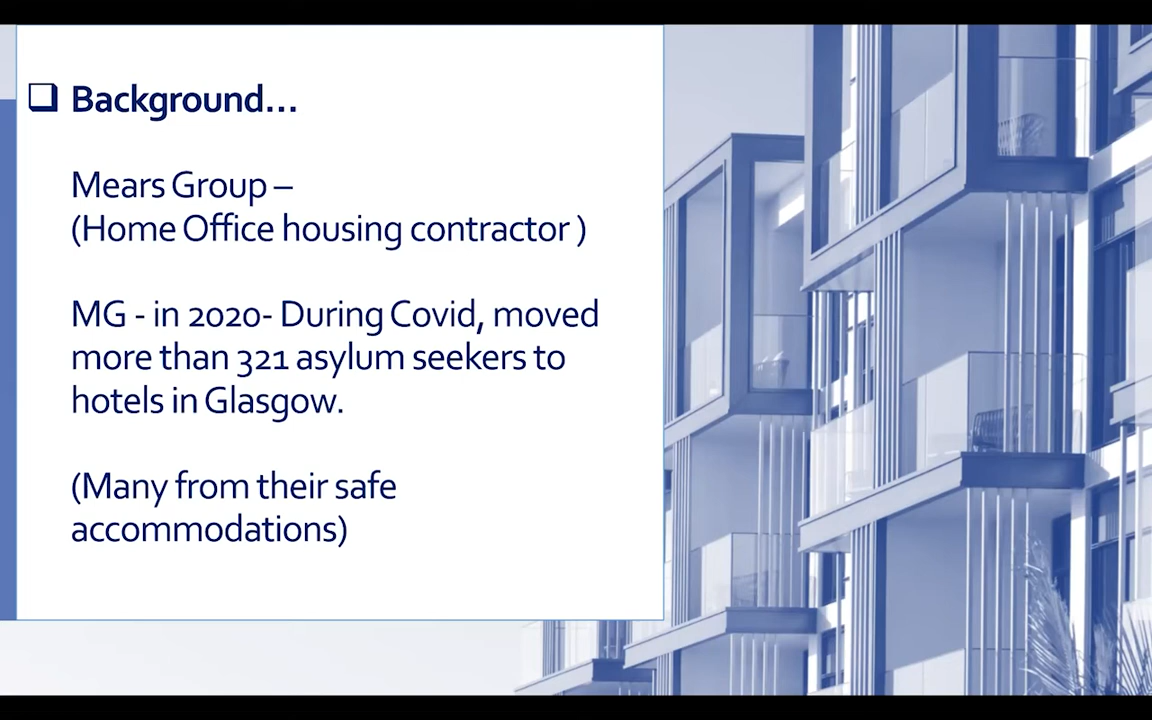 ❑ Background...
Mears Group –
(Home Office housing contractor )
MG - in 2020- During Covid, moved
more than 321 asylum seekers to
hotels in Glasgow.
(Many from their safe
accommodations)